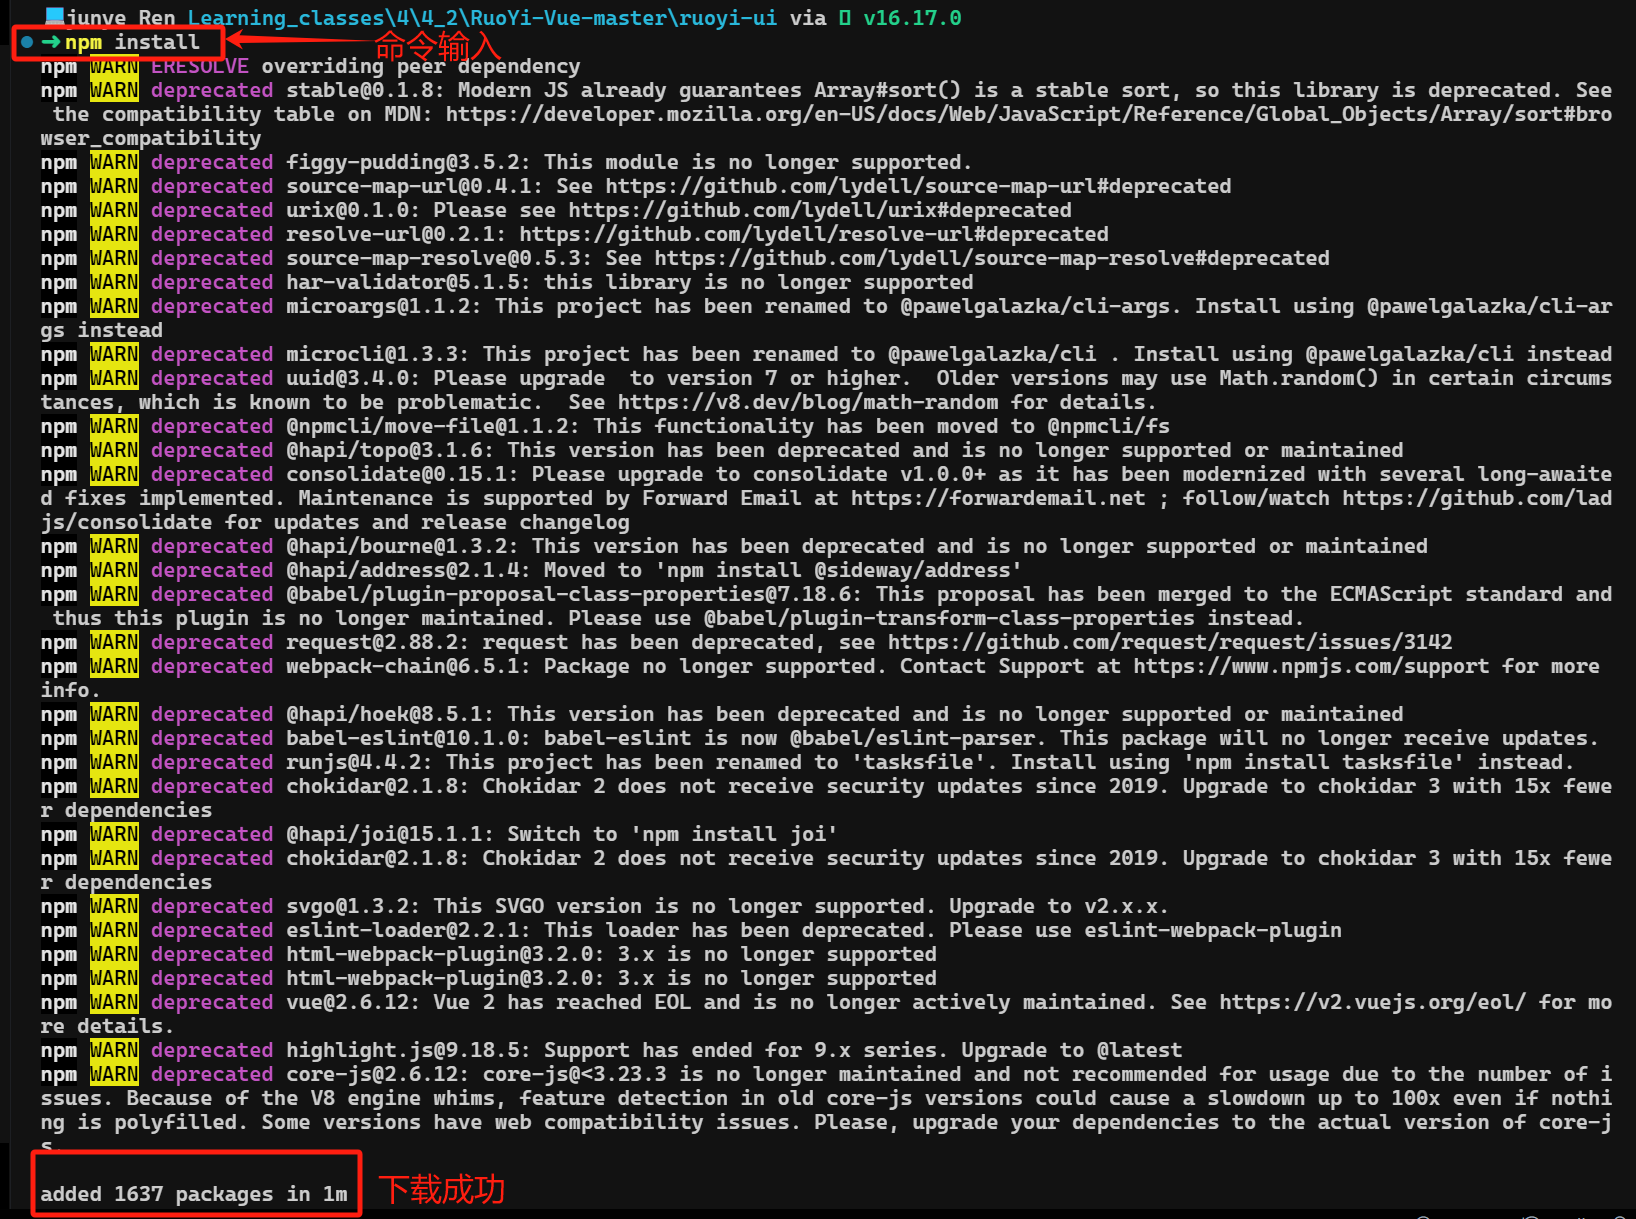 junye Ren Learning_classes\4\4_2\RuoYi-Vue-master\ruoyi-ui via v16.17.0
npm install
命令输入
npm WARN ERESOLVE overriding peer dependency
npm WARN deprecated stable@0.1.8: Modern JS already guarantees Array#sort() is a stable sort, so this library is deprecated. See
the compatibility table on MDN: https://developer.mozilla.org/en-US/docs/Web/JavaScript/Reference/Global_Objects/Array/sort#bro
wser_compatibility
npm WARN deprecated figgy-pudding@3.5.2: This module is no longer supported.
npm WARN deprecated source-map-url@0.4.1: See https://github.com/lydell/source-map-url#deprecated
npm WARN deprecated urix@0.1.0: Please see https://github.com/lydell/urix#deprecated
npm WARN deprecated resolve-url@0.2.1: https://github.com/lydell/resolve-url#deprecated
npm WARN deprecated source-map-resolve@0.5.3: See https://github.com/lydell/source-map-resolve#deprecated
npm WARN deprecated har-validator@5.1.5: this library is no longer supported
npm WARN deprecated microargs@1.1.2: This project has been renamed to @pawelgalazka/cli-args. Install using @pawelgalazka/cli-ar
gs instead
npm WARN deprecated microcli@1.3.3: This project has been renamed to @pawelgalazka/cli . Install using @pawelgalazka/cli instead
npm WARN deprecated uuid@3.4.0: Please upgrade  to version 7 or higher.  Older versions may use Math.random() in certain circums
tances, which is known to be problematic.  See https://v8.dev/blog/math-random for details.
npm WARN deprecated @npmcli/move-file@1.1.2: This functionality has been moved to @npmcli/fs
npm WARN deprecated @hapi/topo@3.1.6: This version has been deprecated and is no longer supported or maintained
npm WARN deprecated consolidate@0.15.1: Please upgrade to consolidate v1.0.0+ as it has been modernized with several long-awaite
d fixes implemented. Maintenance is supported by Forward Email at https://forwardemail.net ; follow/watch https://github.com/lad
js/consolidate for updates and release changelog
npm WARN deprecated @hapi/bourne@1.3.2: This version has been deprecated and is no longer supported or maintained
npm WARN deprecated @hapi/address@2.1.4: Moved to 'npm install @sideway/address'
npm WARN deprecated @babel/plugin-proposal-class-properties@7.18.6: This proposal has been merged to the ECMAScript standard and
thus this plugin is no longer maintained. Please use @babel/plugin-transform-class-properties instead.
npm WARN deprecated request@2.88.2: request has been deprecated, see https://github.com/request/request/issues/3142
npm WARN deprecated webpack-chain@6.5.1: Package no longer supported. Contact Support at https://www.npmjs.com/support for more
info.
npm WARN deprecated @hapi/hoek@8.5.1: This version has been deprecated and is no longer supported or maintained
npm WARN deprecated babel-eslint@10.1.0: babel-eslint is now @babel/eslint-parser. This package will no longer receive updates.
npm WARN deprecated runjs@4.4.2: This project has been renamed to 'tasksfile'. Install using 'npm install tasksfile' instead.
npm WARN deprecated chokidar@2.1.8: Chokidar 2 does not receive security updates since 2019. Upgrade to chokidar 3 with 15x fewe
r dependencies
npm WARN deprecated @hapi/joi@15.1.1: Switch to 'npm install joi'
npm WARN deprecated chokidar@2.1.8: Chokidar 2 does not receive security updates since 2019. Upgrade to chokidar 3 with 15x fewe
r dependencies
npm WARN deprecated svgo@1.3.2: This SVGO version is no longer supported. Upgrade to v2.x.x.
npm WARN deprecated eslint-loader@2.2.1: This loader has been deprecated. Please use eslint-webpack-plugin
npm WARN deprecated html-webpack-plugin@3.2.0: 3.x is no longer supported
npm WARN deprecated html-webpack-plugin@3.2.0: 3.x is no longer supported
npm WARN deprecated vue@2.6.12: Vue 2 has reached EOL and is no longer actively maintained. See https://v2.vuejs.org/eol/ for mo
re details.
npm WARN deprecated highlight.js@9.18.5: Support has ended for 9.x series. Upgrade to @latest
npm WARN deprecated core-js@2.6.12: core-js@<3.23.3 is no longer maintained and not recommended for usage due to the number of i
ssues. Because of the V8 engine whims, feature detection in old core-js versions could cause a slowdown up to 100x even if nothi
ng is polyfilled. Some versions have web compatibility issues. Please, upgrade your dependencies to the actual version of core-j
s.
added 1637 packages in 1m
下载成功